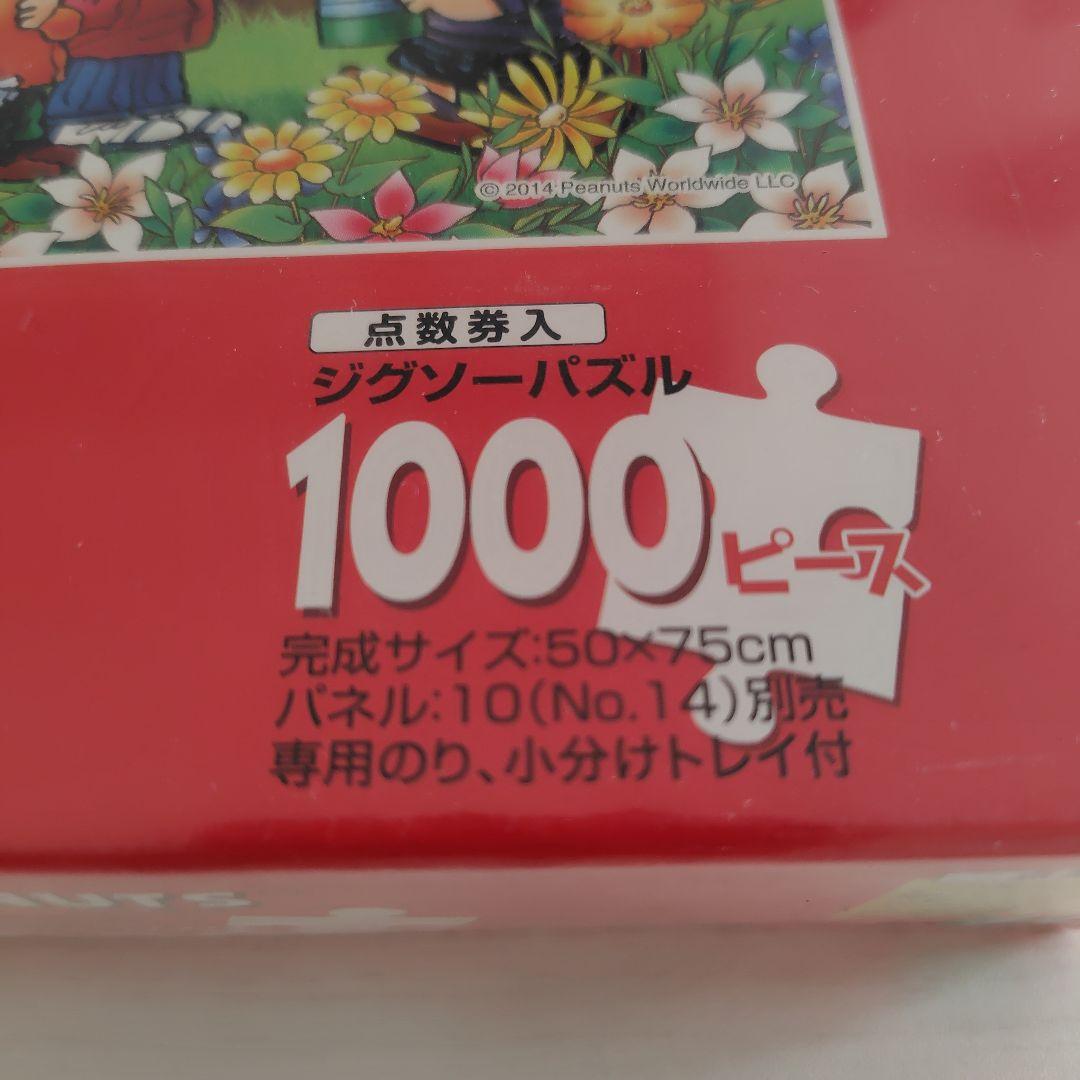 © 2014 Peanuts Worldwide LLC
点数券入
ジグソーパズル
1000ピース
完成サイズ:50×75cm
パネル:10(No.14)別売
専用のり、小分けトレイ付